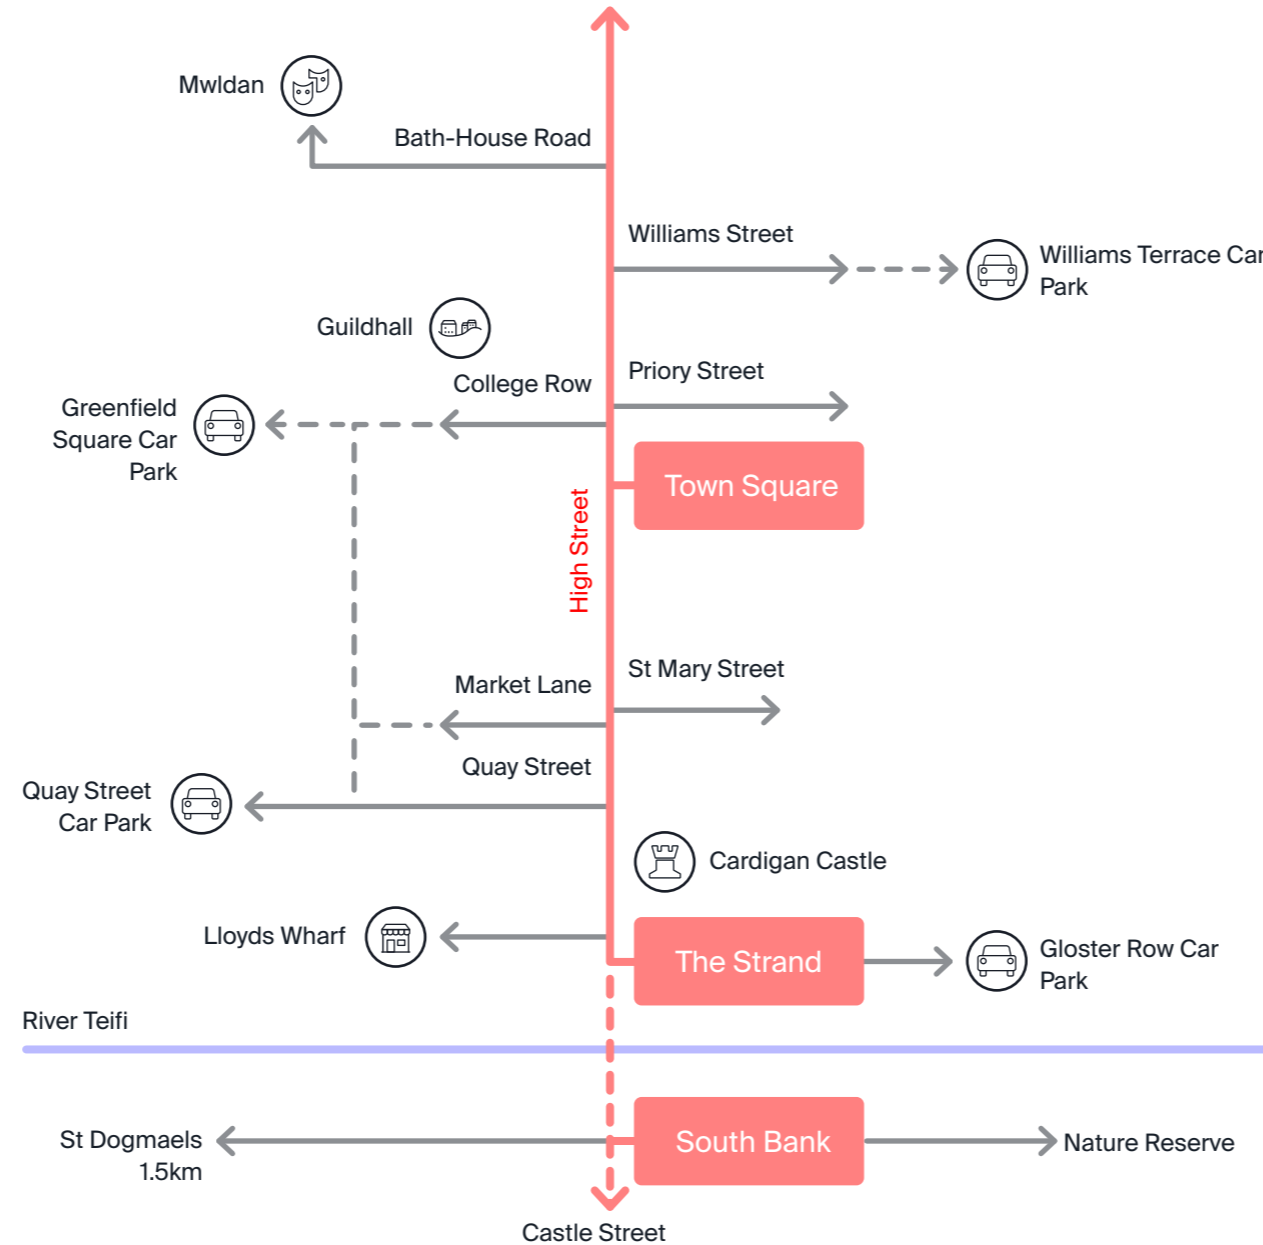 Mwldan
Bath-House Road
Williams Street
Williams Terrace Car
Park
Guildhall
Priory Street
College Row
Greenfield
Square Car
Park
Town Square
High Street
St Mary Street
Market Lane
Quay Street
Quay Street
Car Park
Cardigan Castle
Lloyds Wharf
The Strand
Gloster Row Car
Park
River Teifi
St Dogmaels
1.5km
South Bank
Nature Reserve
Castle Street